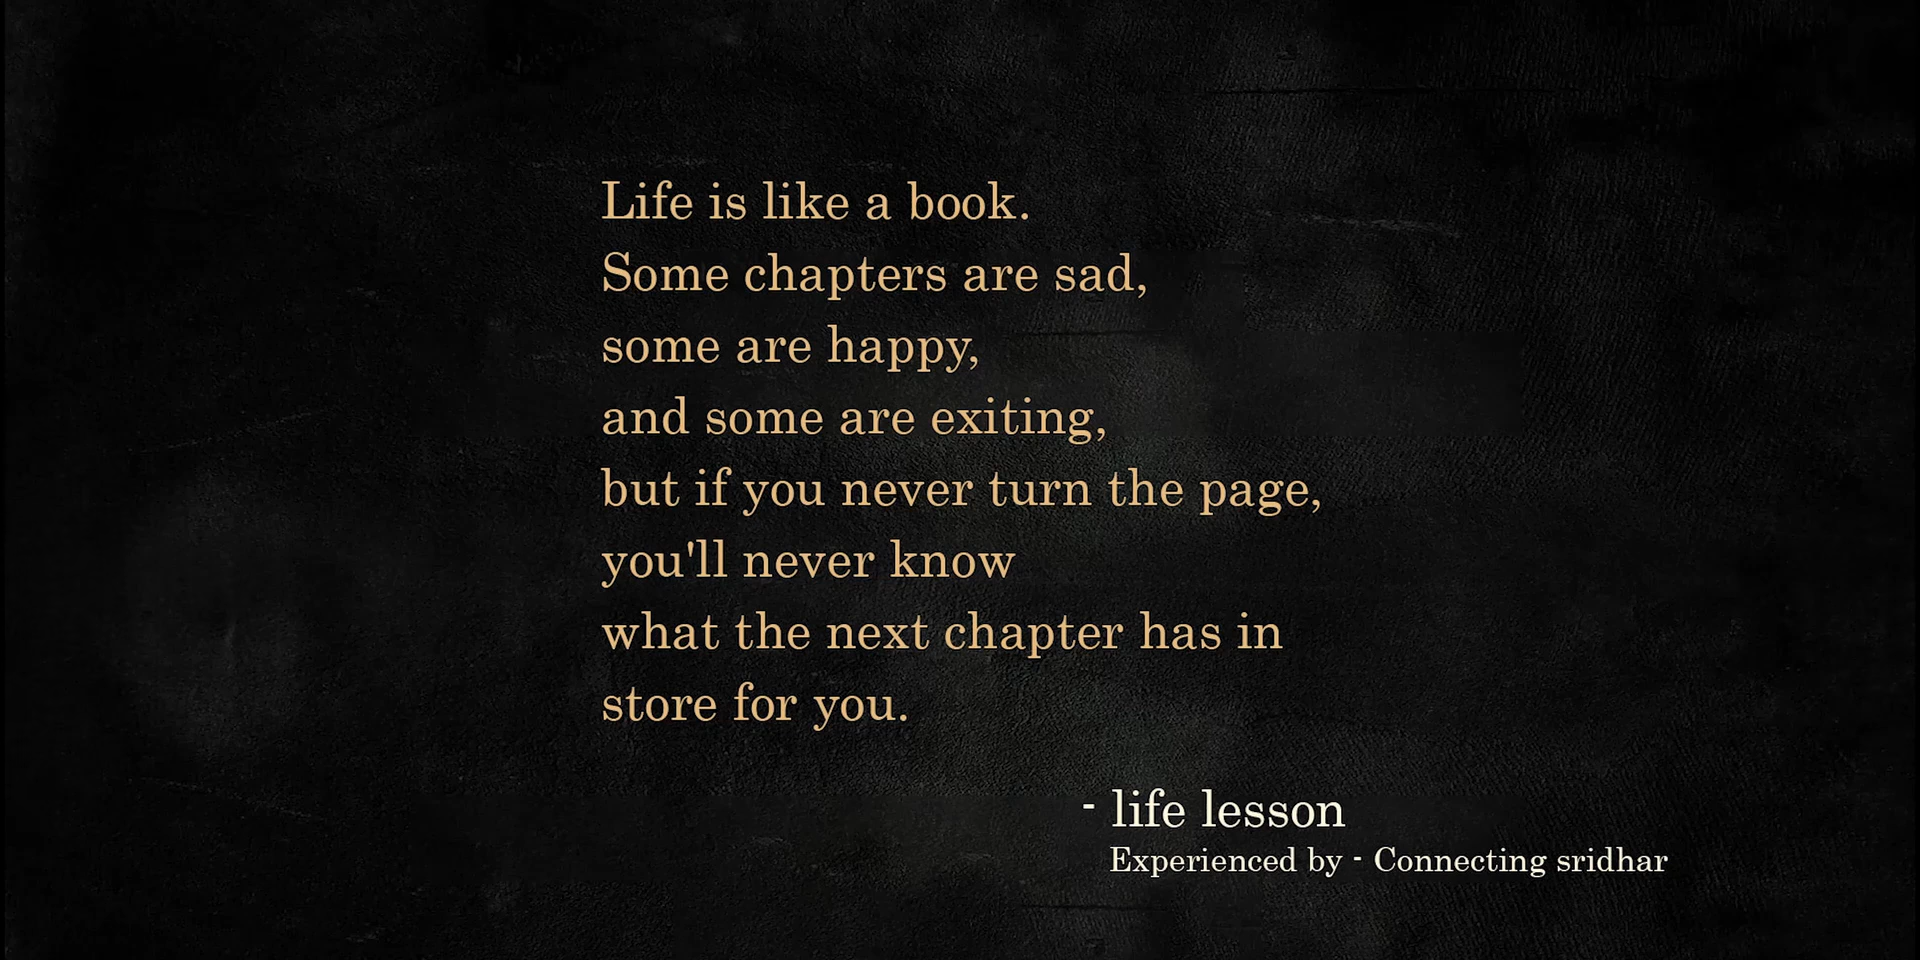 Life is like a book.
Some chapters are sad,
some are happy,
and some are exiting,
but if you never turn the page,
you'll never know
what the next chapter has in
store for you.
- life lesson
Experienced by - Connecting sridhar